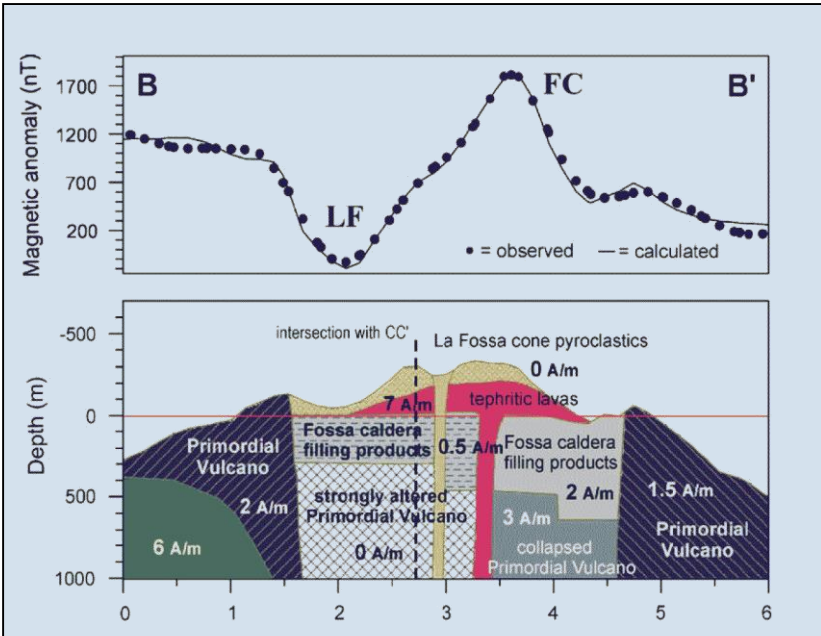 Magnetic anomaly (nT)
1700
1200
700
200
B
LF
FC
B'
● = observed — = calculated
Depth (m)
-500
0
500
1000
intersection with CC'
La Fossa cone pyroclastics
0 A/m
tephritic lavas
7 A/m
Fossa caldera
filling products
0.5 A/m
Fossa caldera
filling products
2 A/m
Primordial
Vulcano
2 A/m
6 A/m
strongly altered
Primordial Vulcano
0 A/m
3 A/m
collapsed
Primordial Vulcano
1.5 A/m
Primordial
Vulcano
0 1 2 3 4 5 6